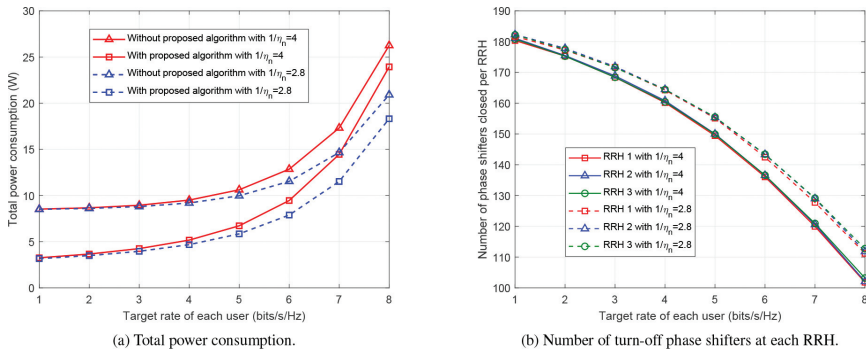 30
25
20
15
10
5
0
Total power consumption (W)
Without proposed algorithm with 1/η_n=4
With proposed algorithm with 1/η_n=4
Without proposed algorithm with 1/η_n=2.8
With proposed algorithm with 1/η_n=2.8
1 2 3 4 5 6 7 8
Target rate of each user (bits/s/Hz)
(a) Total power consumption.
190
180
170
160
150
140
130
120
110
100
Number of phase shifters closed per RRH
RRH 1 with 1/η_n=4
RRH 2 with 1/η_n=4
RRH 3 with 1/η_n=4
RRH 1 with 1/η_n=2.8
RRH 2 with 1/η_n=2.8
RRH 3 with 1/η_n=2.8
1 2 3 4 5 6 7 8
Target rate of each user (bits/s/Hz)
(b) Number of turn-off phase shifters at each RRH.